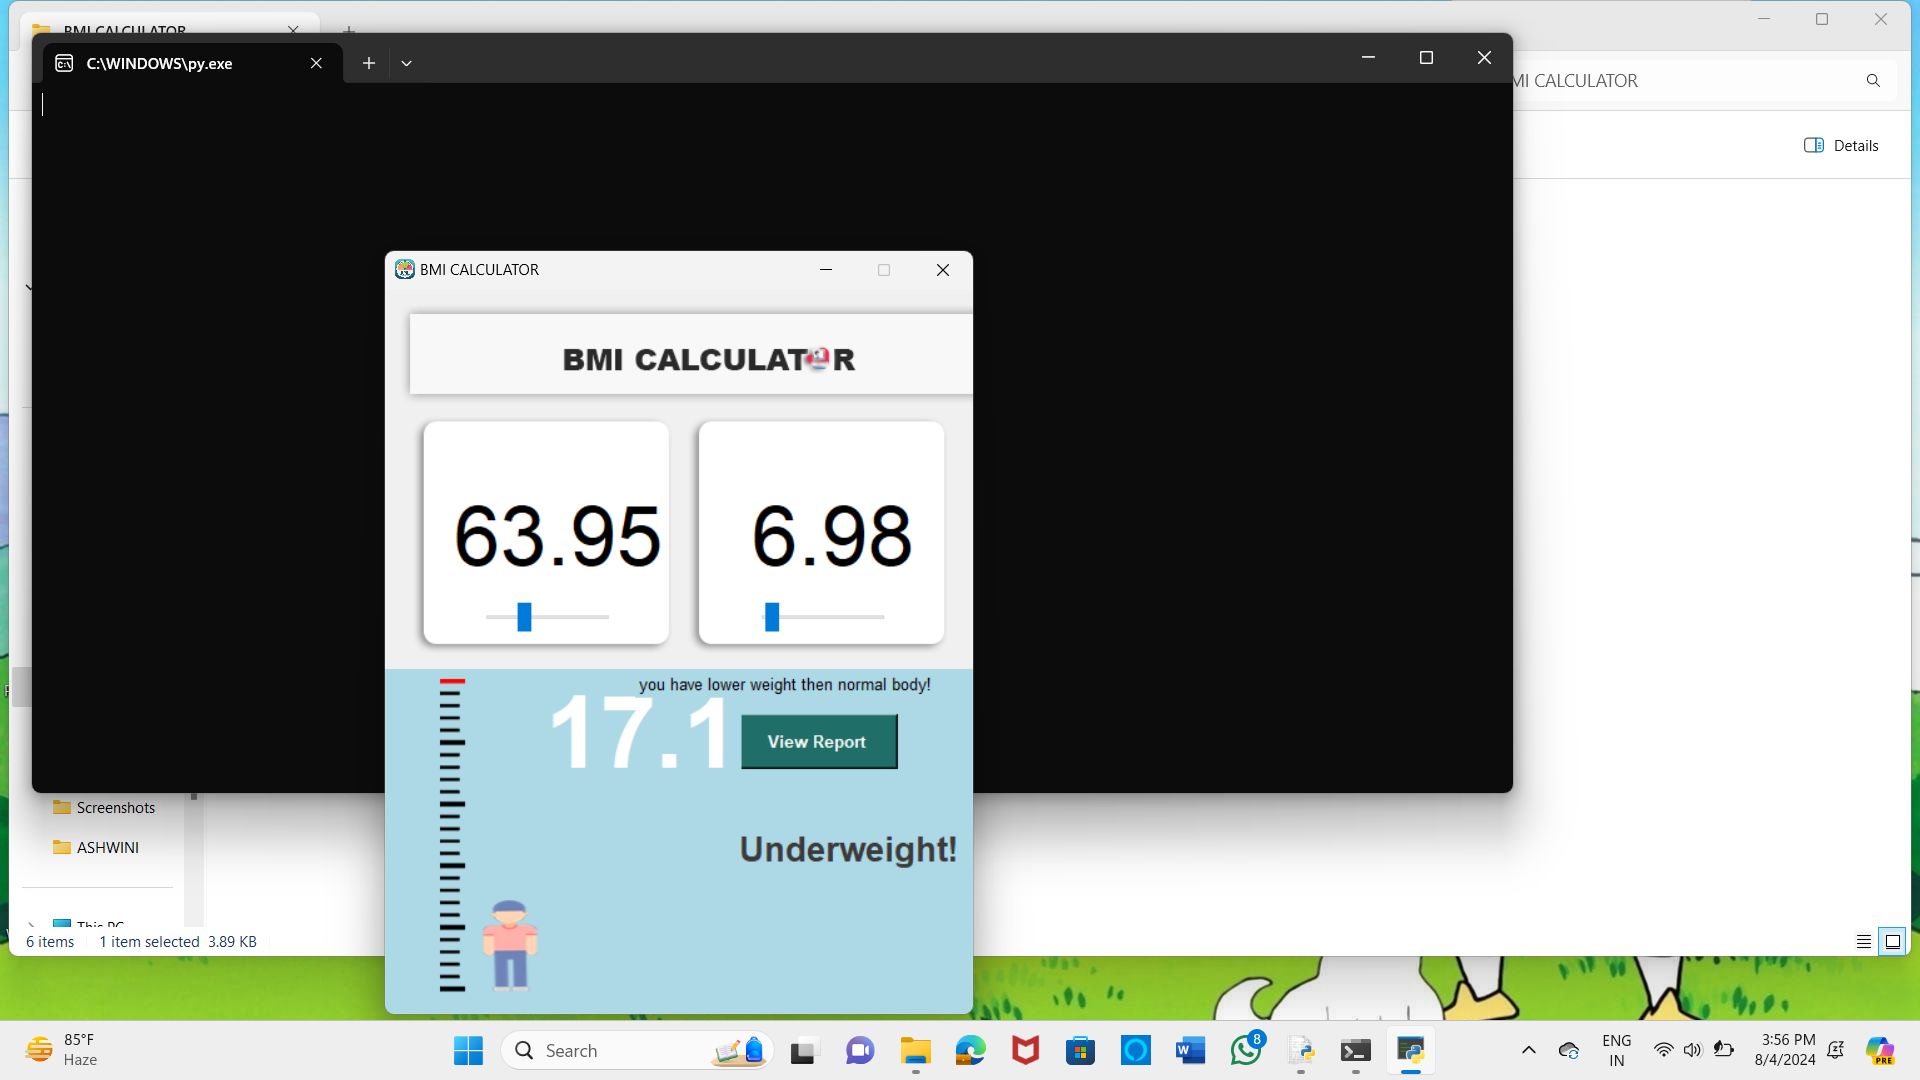 BMI CALCULATOR
C:\WINDOWS\py.exe
MI CALCULATOR
Details
BMI CALCULATOR
BMI CALCULAT R
63.95
6.98
you have lower weight then normal body!
17.1
View Report
Underweight!
Screenshots
ASHWINI
This PC
6 items 1 item selected 3.89 KB
85°F
Haze
Search
8
ENG
IN
3:56 PM
8/4/2024
PRE